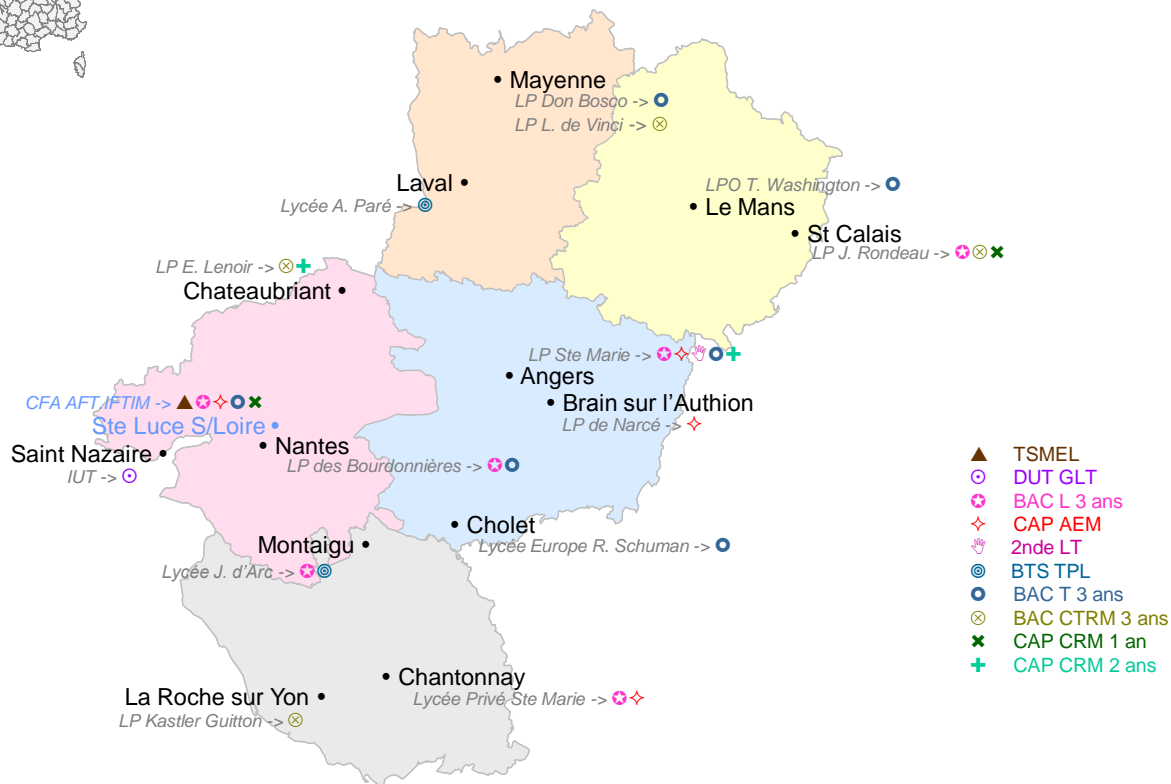 Mayenne
LP Don Bosco ->
LP L. de Vinci ->
Laval
Lycée A. Paré ->
LPO T. Washington ->
Le Mans
St Calais
LP J. Rondeau ->
LP E. Lenoir ->
Chateaubriant
LP Ste Marie ->
Angers
Brain sur l’Authion
LP de Narcé ->
CFA AFT IFTIM ->
Ste Luce S/Loire
Nantes
Saint Nazaire
IUT ->
LP des Bourdonnières ->
Cholet
Lycée Europe R. Schuman ->
Montaigu
Lycée J. d’Arc ->
Chantonnay
Lycée Privé Ste Marie ->
La Roche sur Yon
LP Kastler Guitton ->
TSMEL
DUT GLT
BAC L 3 ans
CAP AEM
2nde LT
BTS TPL
BAC T 3 ans
BAC CTRM 3 ans
CAP CRM 1 an
CAP CRM 2 ans